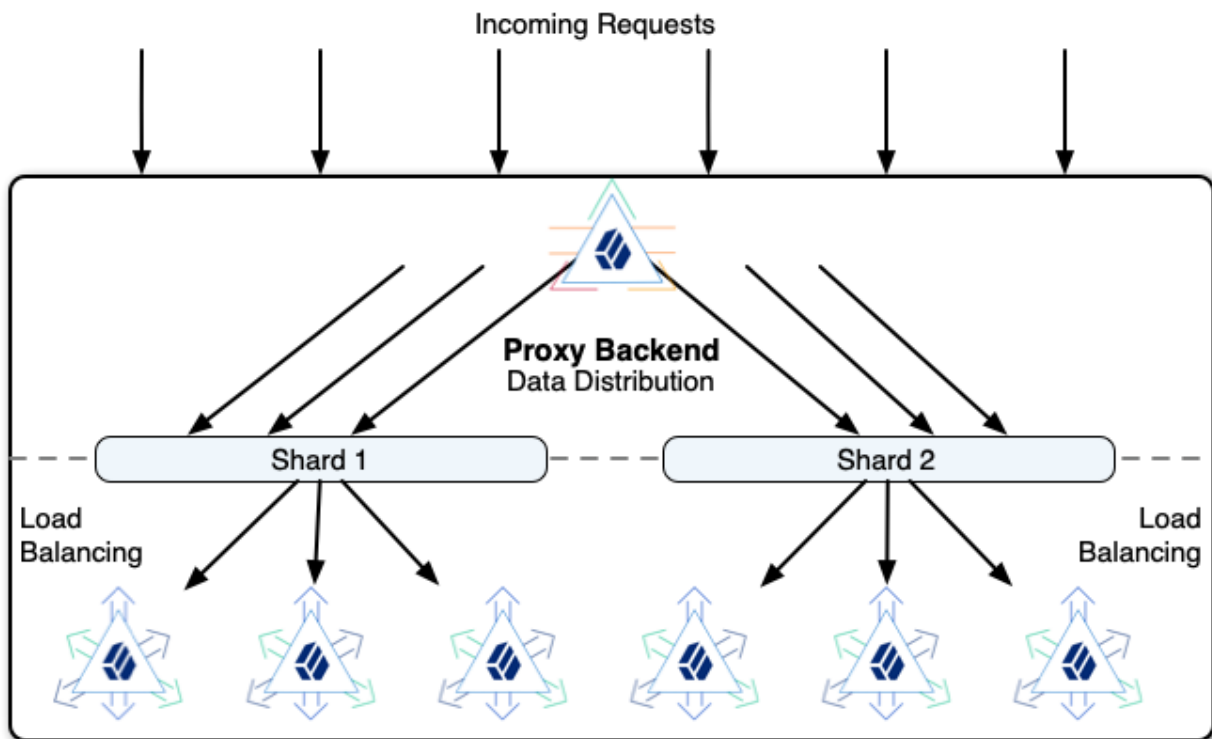 Incoming Requests
Proxy Backend
Data Distribution
Shard 1
Shard 2
Load
Balancing
Load
Balancing